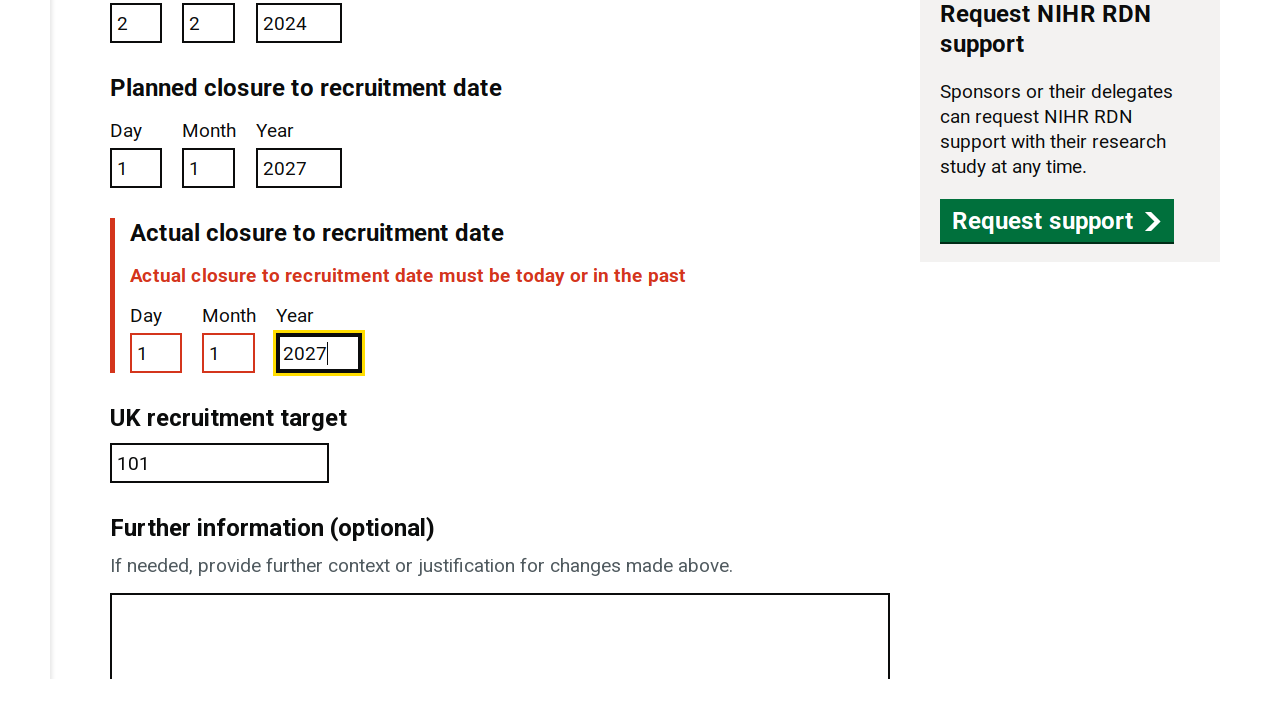 2 2 2024
Planned closure to recruitment date
Day Month Year
1 1 2027
Actual closure to recruitment date
Actual closure to recruitment date must be today or in the past
Day Month Year
1 1 2027
UK recruitment target
101
Further information (optional)
If needed, provide further context or justification for changes made above.
Request NIHR RDN
support
Sponsors or their delegates
can request NIHR RDN
support with their research
study at any time.
Request support